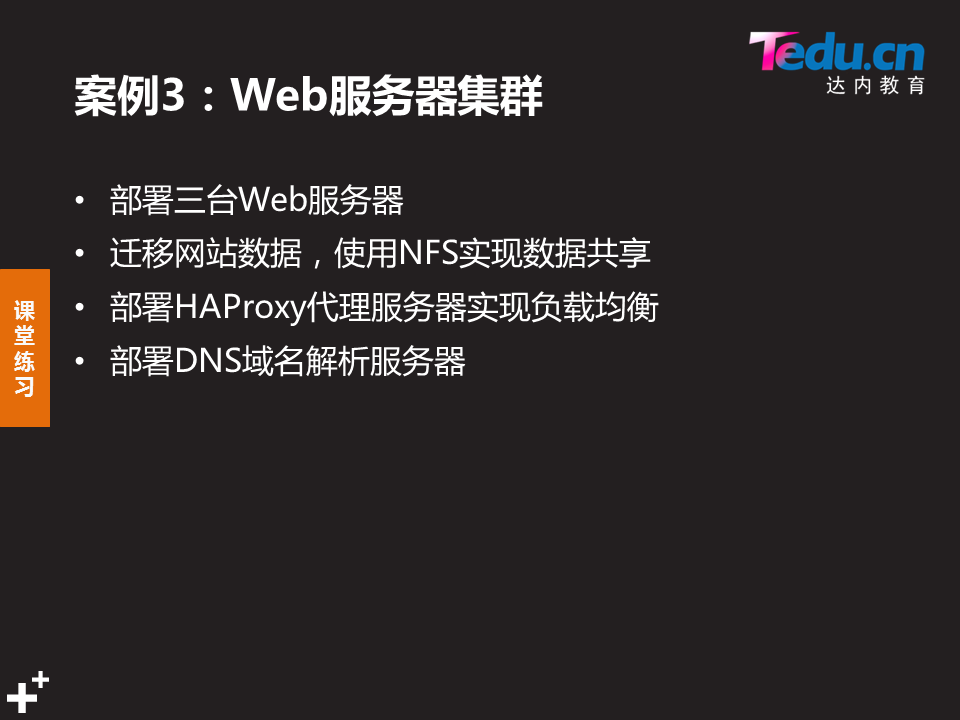 Tedu.cn
达内教育
案例3：Web服务器集群
• 部署三台Web服务器
• 迁移网站数据，使用NFS实现数据共享
• 部署HAProxy代理服务器实现负载均衡
• 部署DNS域名解析服务器
课
堂
练
习